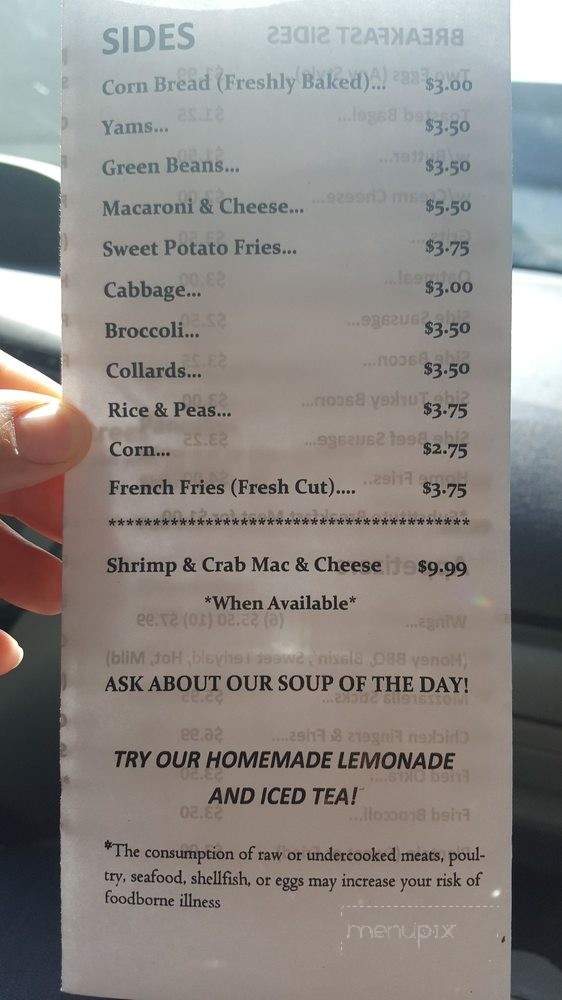 SIDES
Corn Bread (Freshly Baked)... $3.00
Yams... $3.50
Green Beans... $3.50
Macaroni & Cheese... $5.50
Sweet Potato Fries... $3.75
Cabbage... $3.00
Broccoli... $3.50
Collards... $3.50
Rice & Peas... $3.75
Corn... $2.75
French Fries (Fresh Cut).... $3.75
*****************************************
Shrimp & Crab Mac & Cheese $9.99
*When Available*
ASK ABOUT OUR SOUP OF THE DAY!
TRY OUR HOMEMADE LEMONADE
AND ICED TEA!
*The consumption of raw or undercooked meats, poul-
try, seafood, shellfish, or eggs may increase your risk of
foodborne illness
menupix